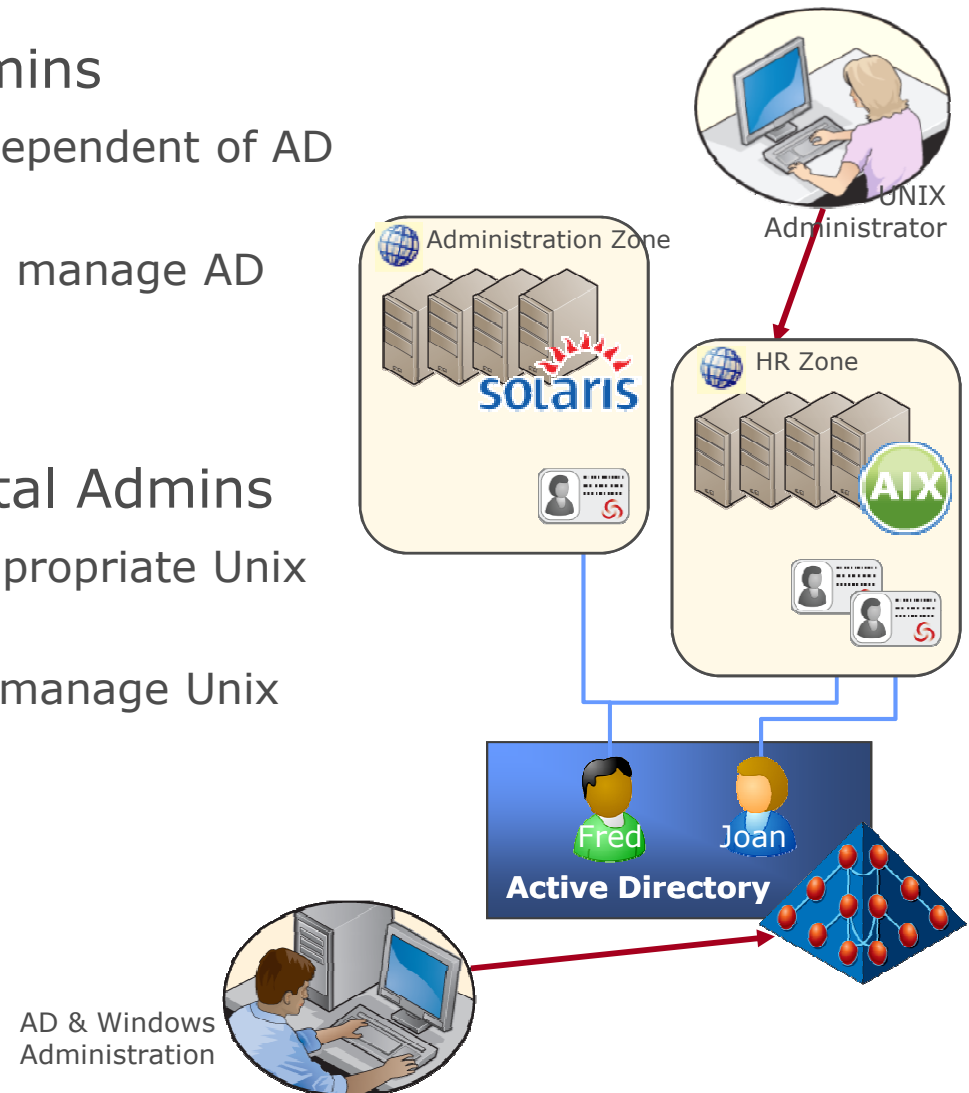 mins
ependent of AD
manage AD
tal Admins
propriate Unix
manage Unix
UNIX
Administrator
Administration Zone
solaris
HR Zone
AIX
Fred
Joan
Active Directory
AD & Windows
Administration